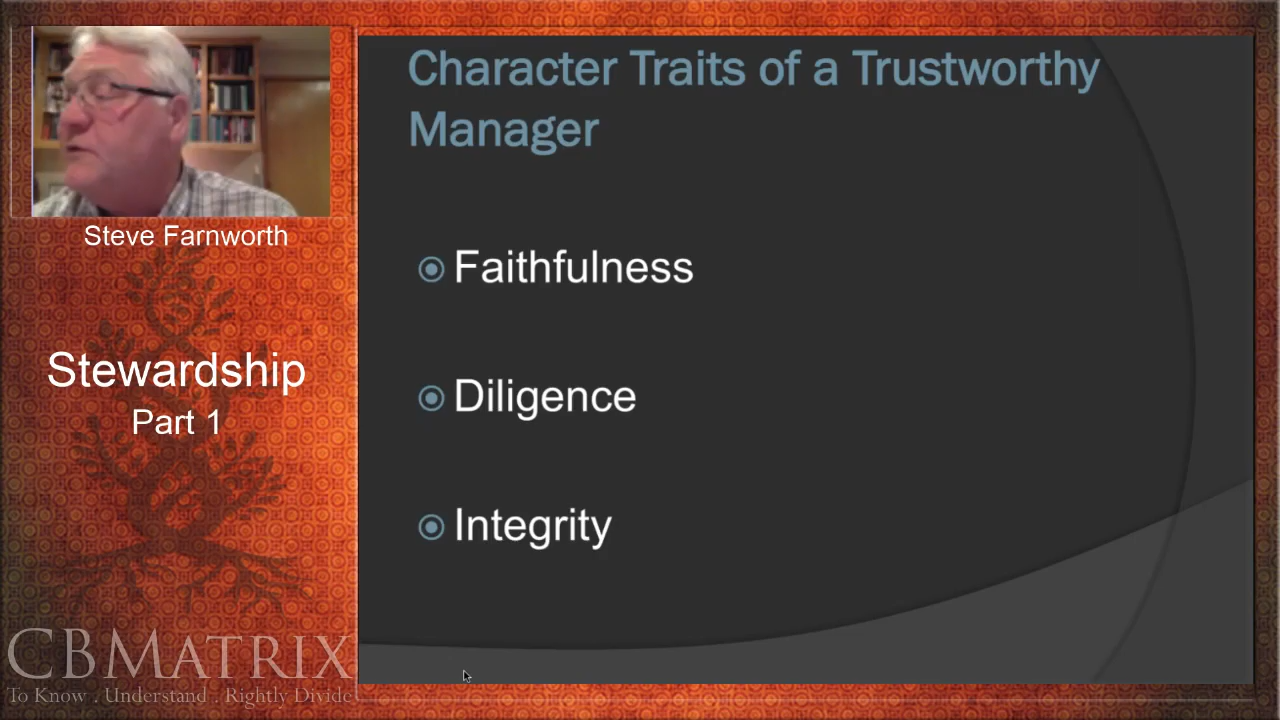 Character Traits of a Trustworthy
Manager
Faithfulness
Diligence
Integrity
Steve Farnworth
Stewardship
Part 1
CBMATRIX
To Know . Understand . Rightly Divide